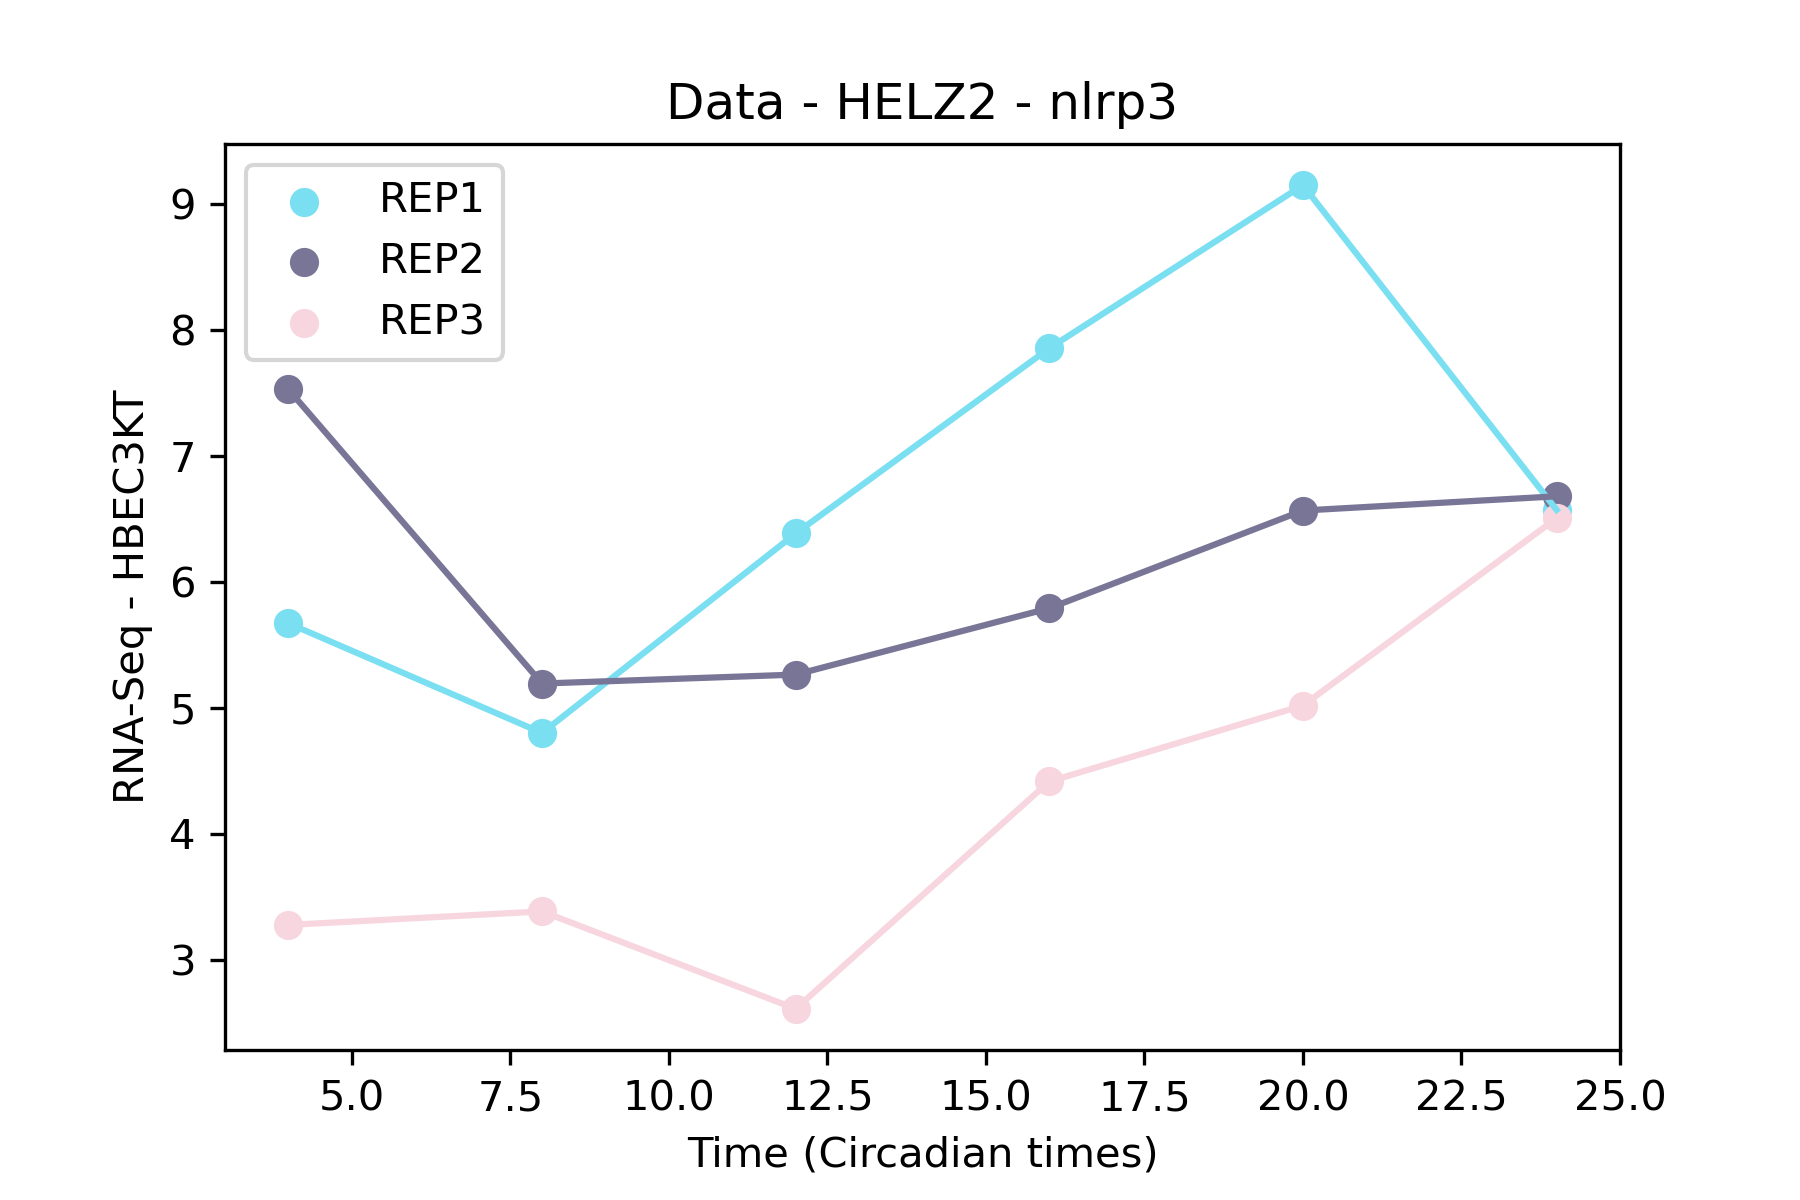 Data - HELZ2 - nlrp3
REP1
REP2
REP3
RNA-Seq - HBEC3KT
9
8
7
6
5
4
3
5.0 7.5 10.0 12.5 15.0 17.5 20.0 22.5 25.0
Time (Circadian times)